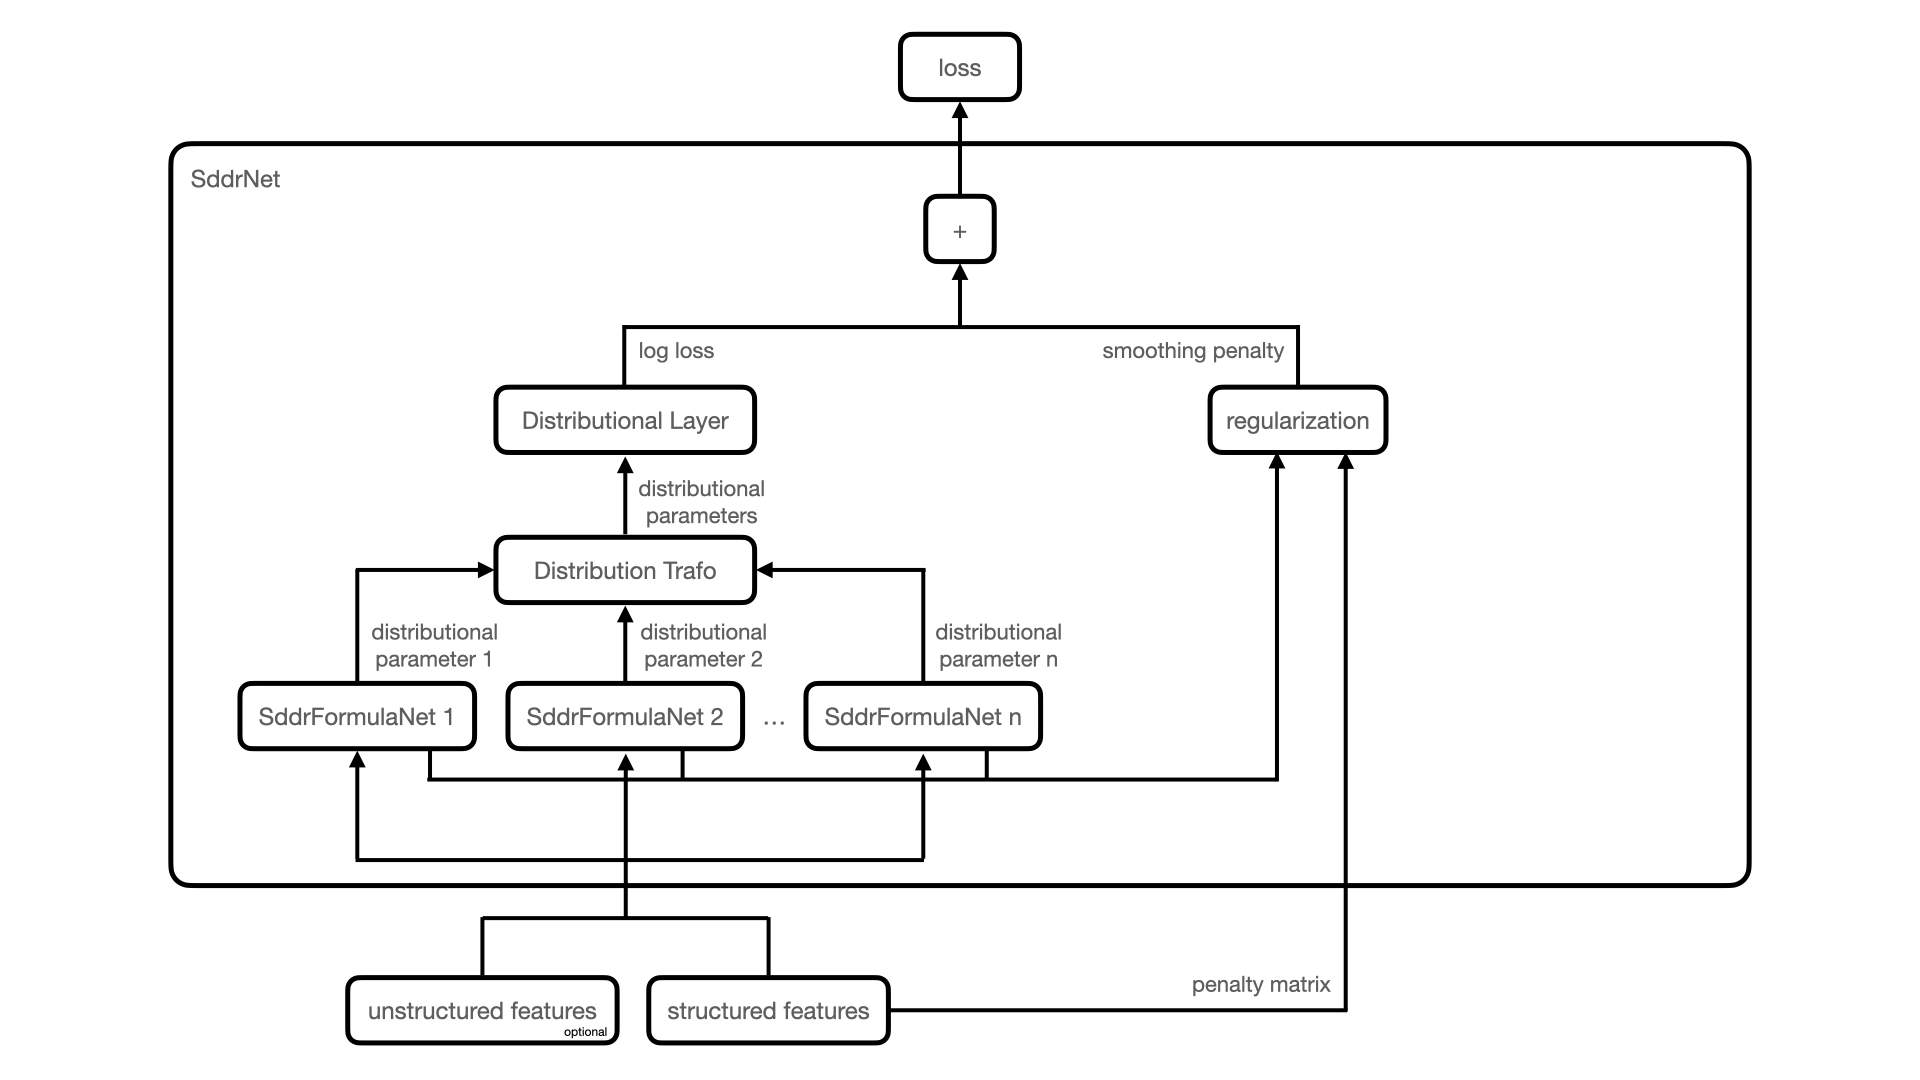 loss
SddrNet
+
log loss
smoothing penalty
Distributional Layer
regularization
distributional
parameters
Distribution Trafo
distributional
parameter 1
distributional
parameter 2
distributional
parameter n
SddrFormulaNet 1
SddrFormulaNet 2
...
SddrFormulaNet n
penalty matrix
unstructured features
optional
structured features